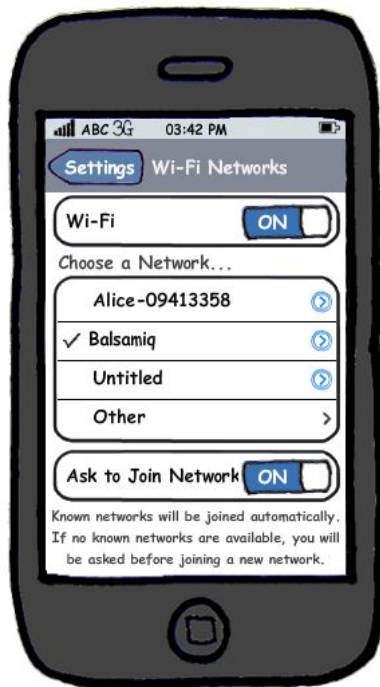 ABC 3G 03:42 PM
Settings Wi-Fi Networks
Wi-Fi ON
Choose a Network...
Alice-09413358
✓ Balsamiq
Untitled
Other
Ask to Join Network ON
Known networks will be joined automatically.
If no known networks are available, you will
be asked before joining a new network.